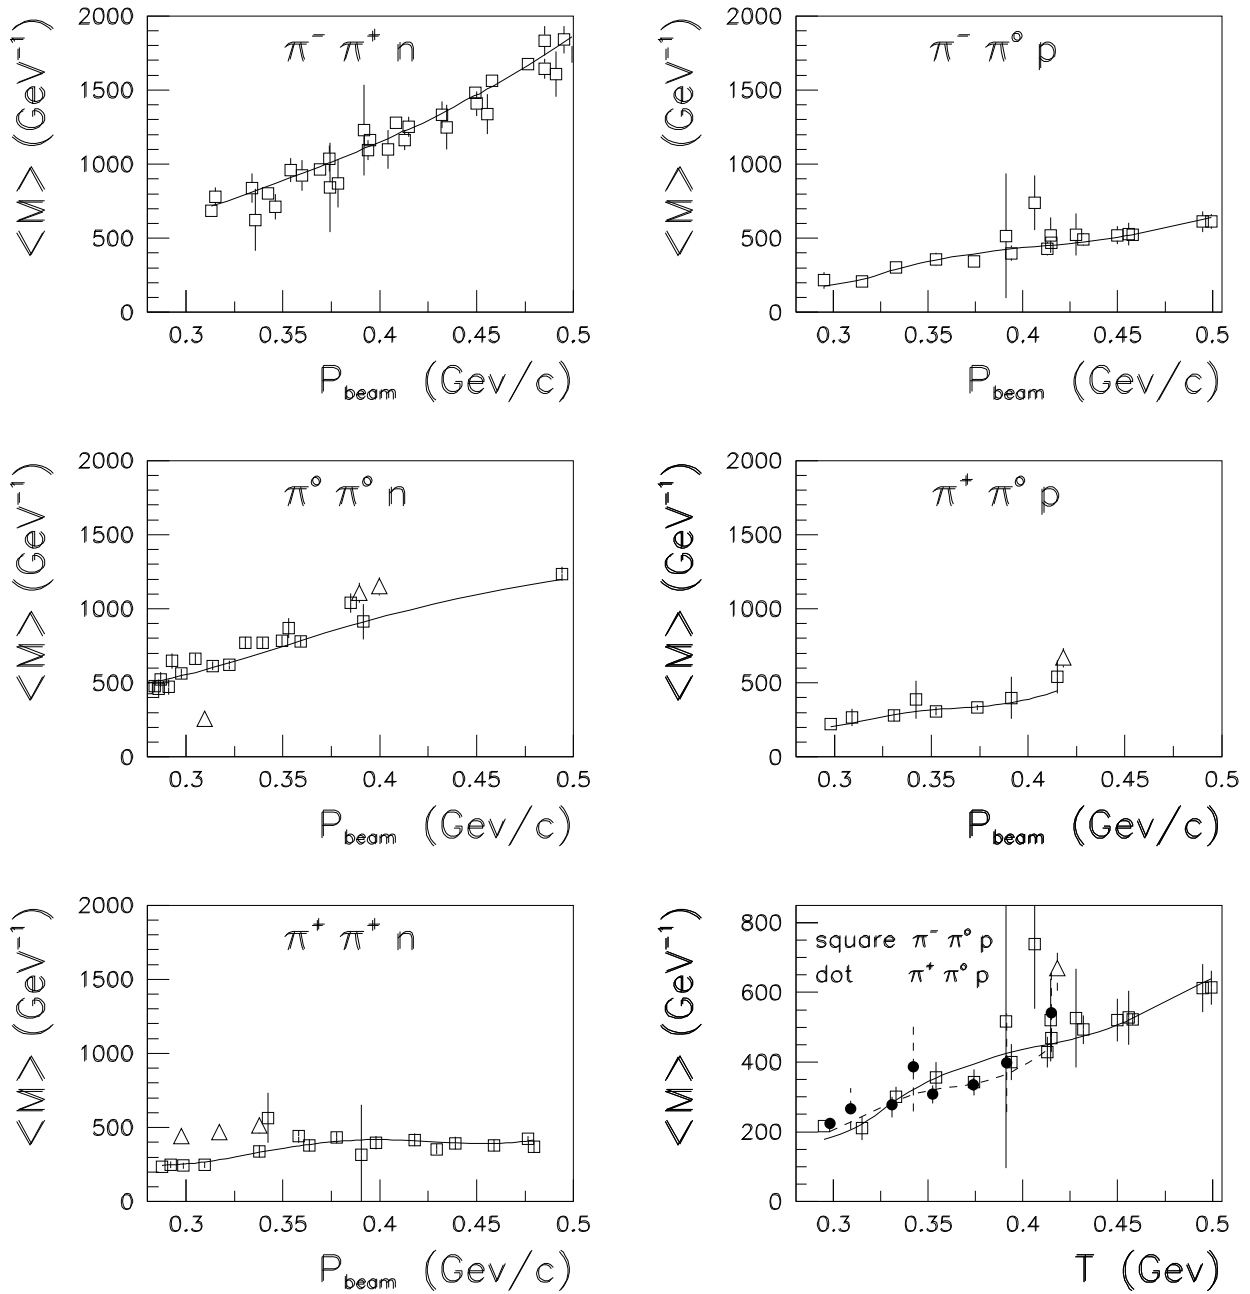 <M> (GeV⁻¹)
π⁻ π⁺ n
2000
1500
1000
500
0
0.3 0.35 0.4 0.45 0.5
P_beam (Gev/c)
<M> (GeV⁻¹)
π⁻ π⁰ p
2000
1500
1000
500
0
0.3 0.35 0.4 0.45 0.5
P_beam (Gev/c)
<M> (GeV⁻¹)
π⁰ π⁰ n
2000
1500
1000
500
0
0.3 0.35 0.4 0.45 0.5
P_beam (Gev/c)
<M> (GeV⁻¹)
π⁺ π⁰ p
2000
1500
1000
500
0
0.3 0.35 0.4 0.45 0.5
P_beam (Gev/c)
<M> (GeV⁻¹)
π⁺ π⁺ n
2000
1500
1000
500
0
0.3 0.35 0.4 0.45 0.5
P_beam (Gev/c)
<M> (GeV⁻¹)
square π⁻ π⁰ p
dot π⁺ π⁰ p
800
600
400
200
0
0.3 0.35 0.4 0.45 0.5
T (Gev)